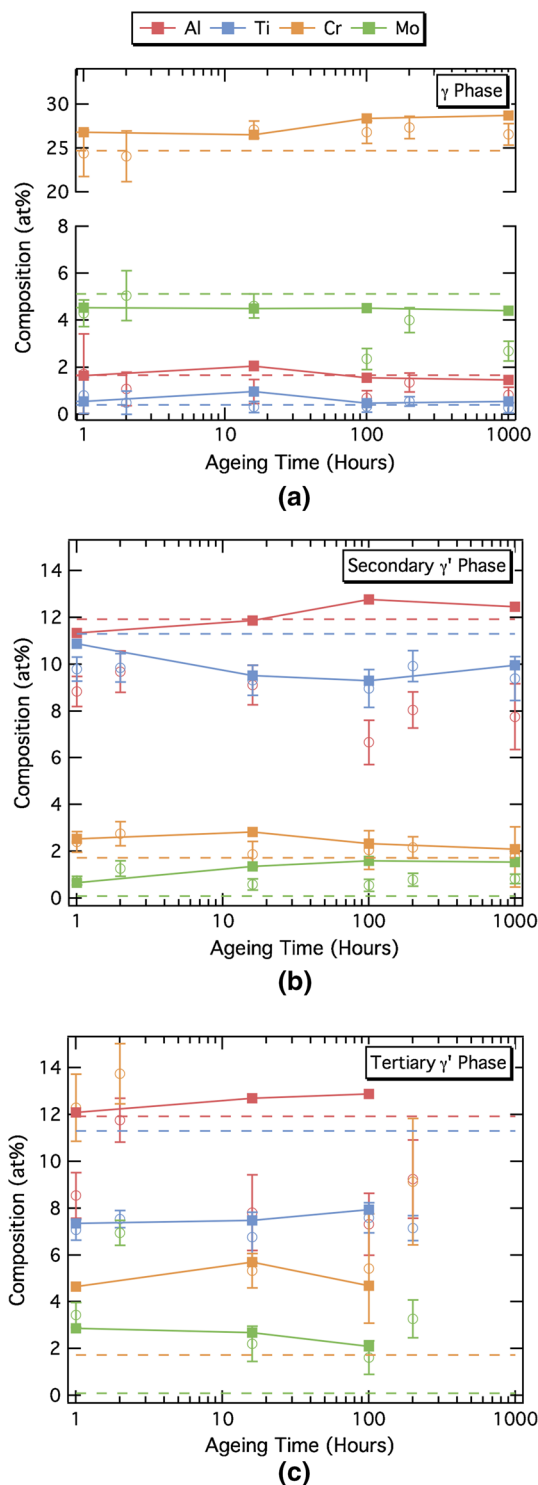 Al Ti Cr Mo
γ Phase
30
25
20
8
6
4
2
0
Composition (at%)
1 10 100 1000
Ageing Time (Hours)
(a)
Secondary γ' Phase
14
12
10
8
6
4
2
0
Composition (at%)
1 10 100 1000
Ageing Time (Hours)
(b)
Tertiary γ' Phase
14
12
10
8
6
4
2
0
Composition (at%)
1 10 100 1000
Ageing Time (Hours)
(c)